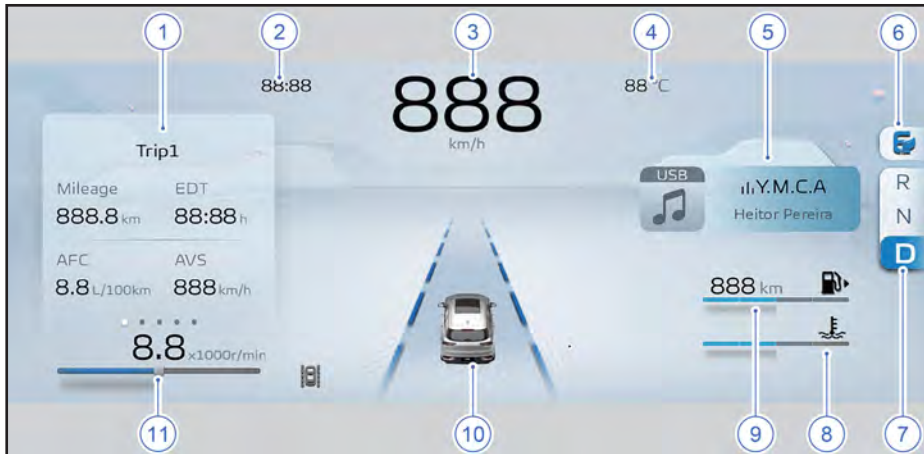 1
2
3
4
5
6
88:88
888
km/h
88 °C
Trip1
Mileage
EDT
888.8 km
88:88 h
AFC
AVS
8.8 L/100km
888 km/h
8.8 x1000r/min
USB
Y.M.C.A
Heitor Pereira
R
N
D
888 km
11
10
9
8
7